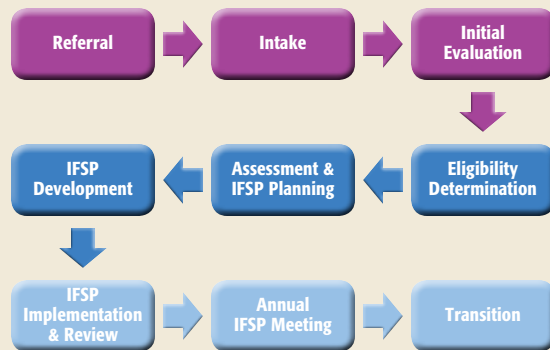 Referral
Intake
Initial
Evaluation
Eligibility
Determination
Assessment &
IFSP Planning
IFSP
Development
IFSP
Implementation
& Review
Annual
IFSP Meeting
Transition